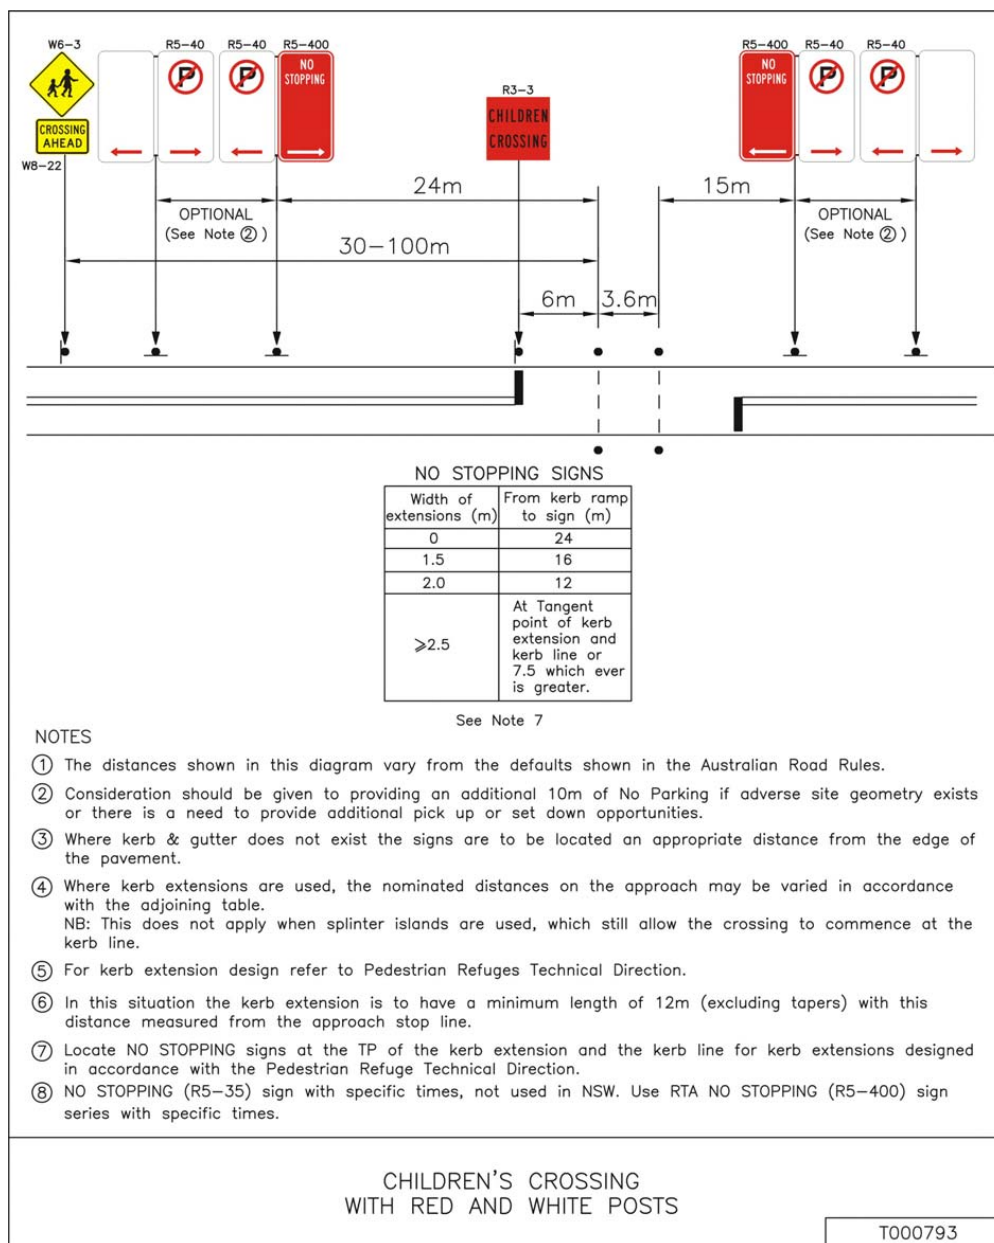 W6-3
R5-40
R5-40
R5-400
R5-400
R5-40
R5-40
P
P
NO
STOPPING
R3-3
CHILDREN
CROSSING
NO
STOPPING
P
P
CROSSING
AHEAD
W8-22
24m
15m
OPTIONAL
(See Note ②)
OPTIONAL
(See Note ②)
30-100m
6m
3.6m
NO STOPPING SIGNS
Width of extensions (m)
From kerb ramp to sign (m)
0
24
1.5
16
2.0
12
⩾2.5
At Tangent
point of kerb
extension and
kerb line or
7.5 which ever
is greater.
See Note 7
NOTES
① The distances shown in this diagram vary from the defaults shown in the Australian Road Rules.
② Consideration should be given to providing an additional 10m of No Parking if adverse site geometry exists
or there is a need to provide additional pick up or set down opportunities.
③ Where kerb & gutter does not exist the signs are to be located an appropriate distance from the edge of
the pavement.
④ Where kerb extensions are used, the nominated distances on the approach may be varied in accordance
with the adjoining table.
NB: This does not apply when splinter islands are used, which still allow the crossing to commence at the
kerb line.
⑤ For kerb extension design refer to Pedestrian Refuges Technical Direction.
⑥ In this situation the kerb extension is to have a minimum length of 12m (excluding tapers) with this
distance measured from the approach stop line.
⑦ Locate NO STOPPING signs at the TP of the kerb extension and the kerb line for kerb extensions designed
in accordance with the Pedestrian Refuge Technical Direction.
⑧ NO STOPPING (R5-35) sign with specific times, not used in NSW. Use RTA NO STOPPING (R5-400) sign
series with specific times.
CHILDREN'S CROSSING
WITH RED AND WHITE POSTS
T000793